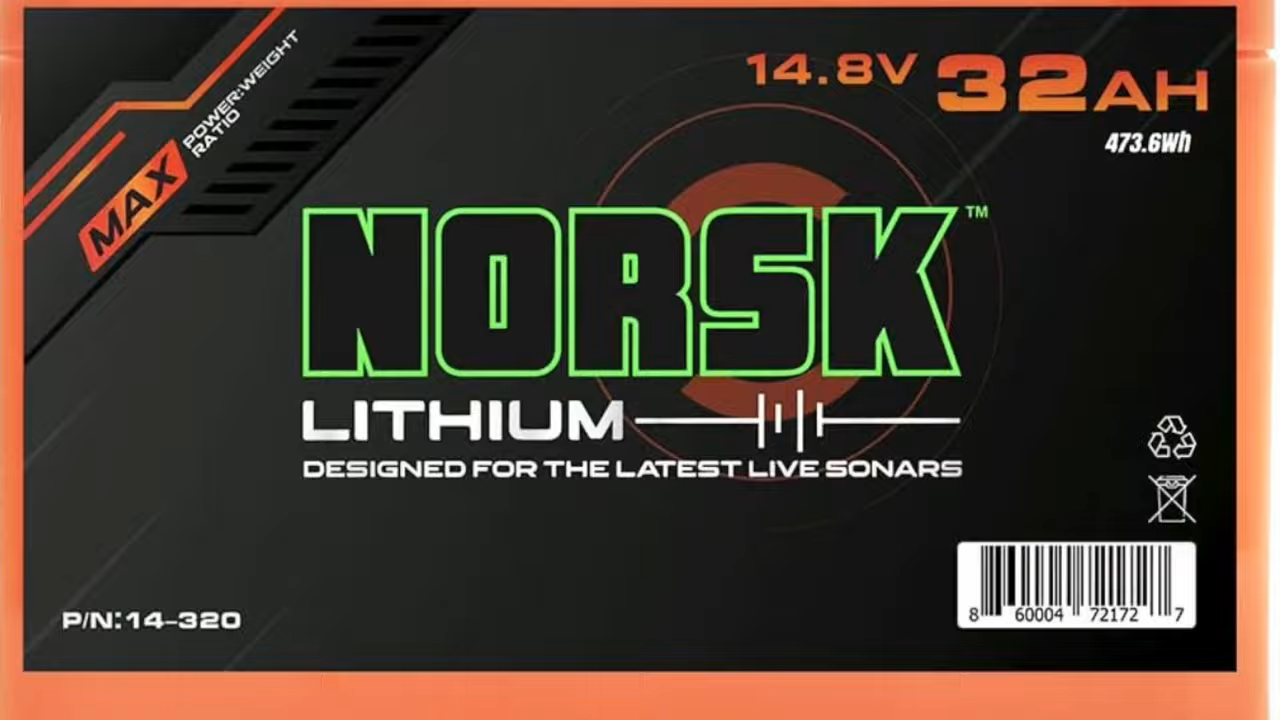 MAX
POWER:WEIGHT
RATIO
14.8V 32AH
473.6Wh
NORSK™
LITHIUM
DESIGNED FOR THE LATEST LIVE SONARS
P/N:14-320
8 60004 72172 7